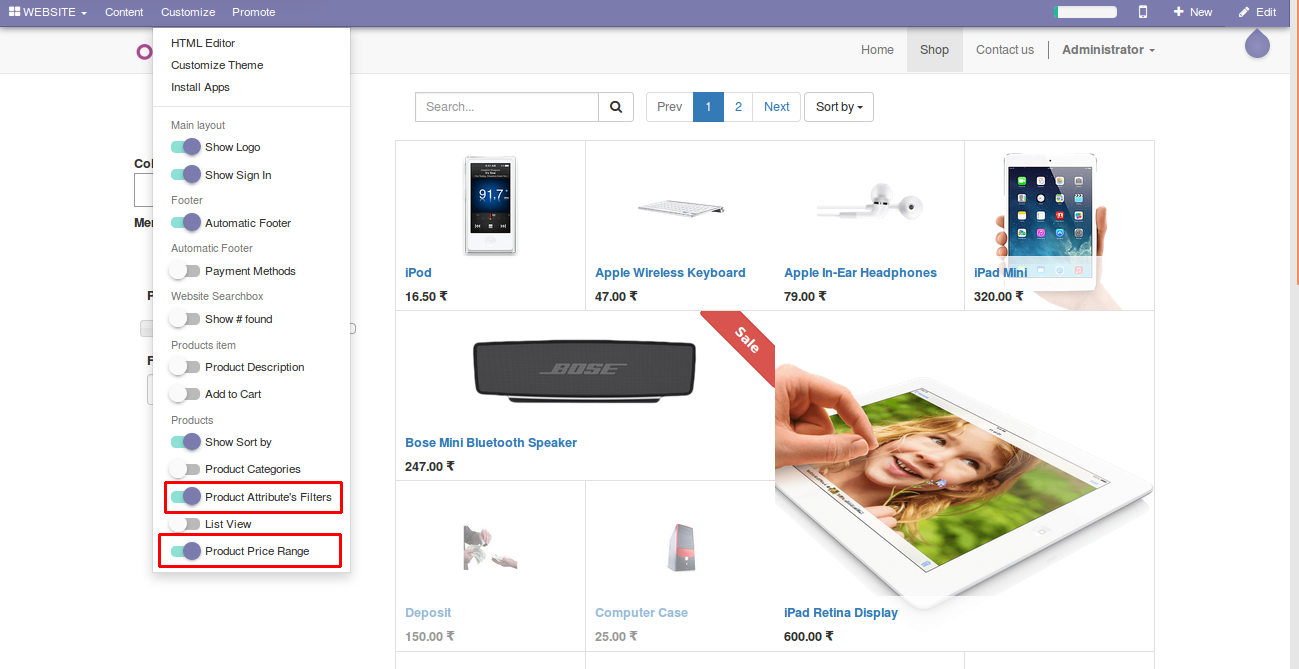 WEBSITE Content Customize Promote New Edit
HTML Editor
Customize Theme
Install Apps
Main layout
Show Logo
Show Sign In
Footer
Automatic Footer
Automatic Footer
Payment Methods
Website Searchbox
Show # found
Products item
Product Description
Add to Cart
Products
Show Sort by
Product Categories
Product Attribute's Filters
List View
Product Price Range
Home Shop Contact us Administrator
Search... Prev 1 2 Next Sort by
91.7
iPod
16.50 ₹
Apple Wireless Keyboard
47.00 ₹
Apple In-Ear Headphones
79.00 ₹
iPad Mini
320.00 ₹
Sale
BOSE
Bose Mini Bluetooth Speaker
247.00 ₹
Deposit
150.00 ₹
Computer Case
25.00 ₹
iPad Retina Display
600.00 ₹